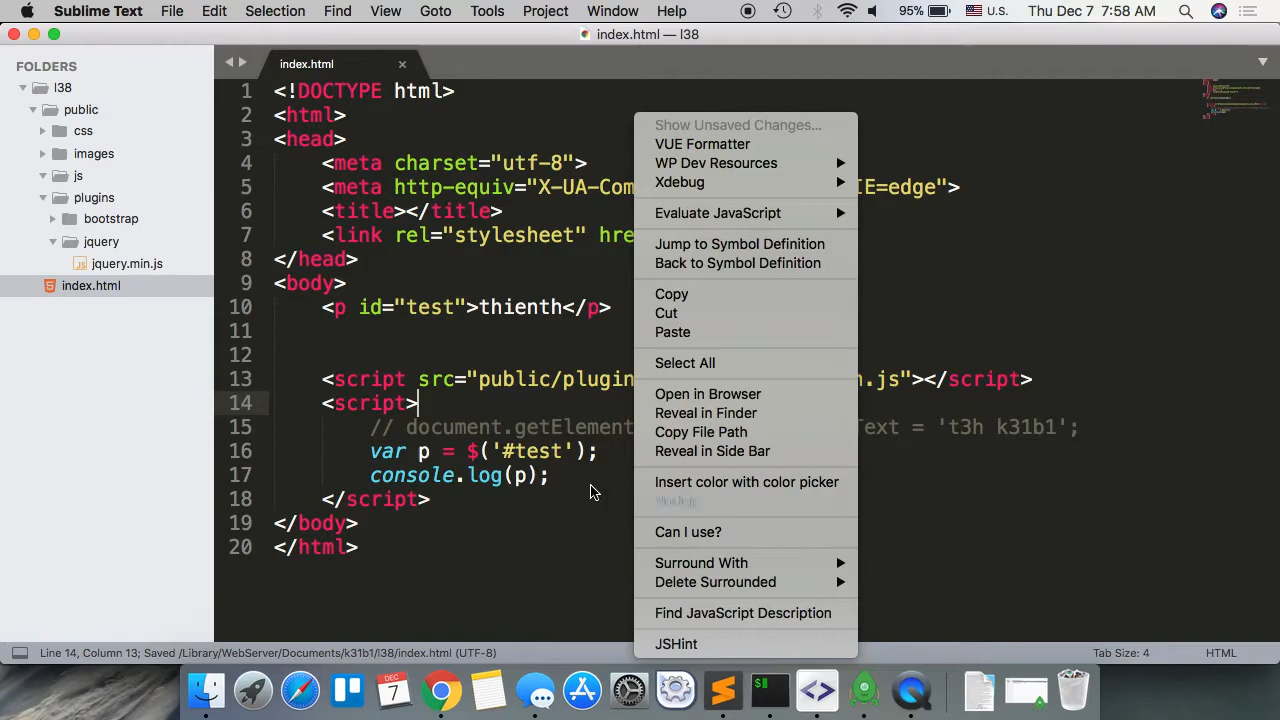 Sublime Text File Edit Selection Find View Goto Tools Project Window Help 95% U.S. Thu Dec 7 7:58 AM
index.html — l38
FOLDERS
l38
public
css
images
js
plugins
bootstrap
jquery
jquery.min.js
index.html
index.html
1 <!DOCTYPE html>
2 <html>
3 <head>
4 <meta charset="utf-8">
5 <meta http-equiv="X-UA-Com IE=edge">
6 <title></title>
7 <link rel="stylesheet" hre
8 </head>
9 <body>
10 <p id="test">thienth</p>
11
12
13 <script src="public/plugin n.js"></script>
14 <script>
15 // document.getElement Text = 't3h k31b1';
16 var p = $('#test');
17 console.log(p);
18 </script>
19 </body>
20 </html>
Show Unsaved Changes...
VUE Formatter
WP Dev Resources
Xdebug
Evaluate JavaScript
Jump to Symbol Definition
Back to Symbol Definition
Copy
Cut
Paste
Select All
Open in Browser
Reveal in Finder
Copy File Path
Reveal in Side Bar
Insert color with color picker
Can I use?
Surround With
Delete Surrounded
Find JavaScript Description
JSHint
Line 14, Column 13; Saved /Library/WebServer/Documents/k31b1/l38/index.html (UTF-8) Tab Size: 4 HTML
DEC
7